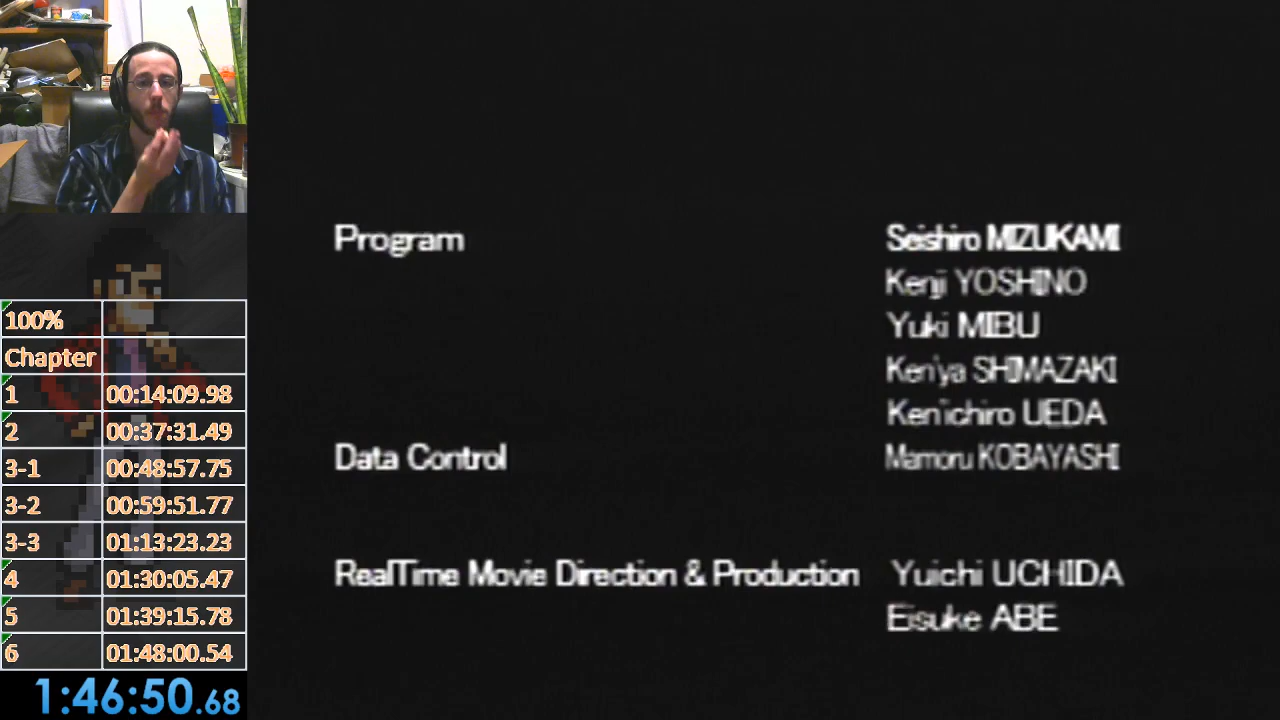 100%
Chapter
1 00:14:09.98
2 00:37:31.49
3-1 00:48:57.75
3-2 00:59:51.77
3-3 01:13:23.23
4 01:30:05.47
5 01:39:15.78
6 01:48:00.54
1:46:50.68
Program Seishiro MIZUKAMI
Kenji YOSHINO
Yuki MIBU
Ken'ya SHIMAZAKI
Ken'ichiro UEDA
Data Control Mamoru KOBAYASHI
RealTime Movie Direction & Production Yuichi UCHIDA
Eisuke ABE